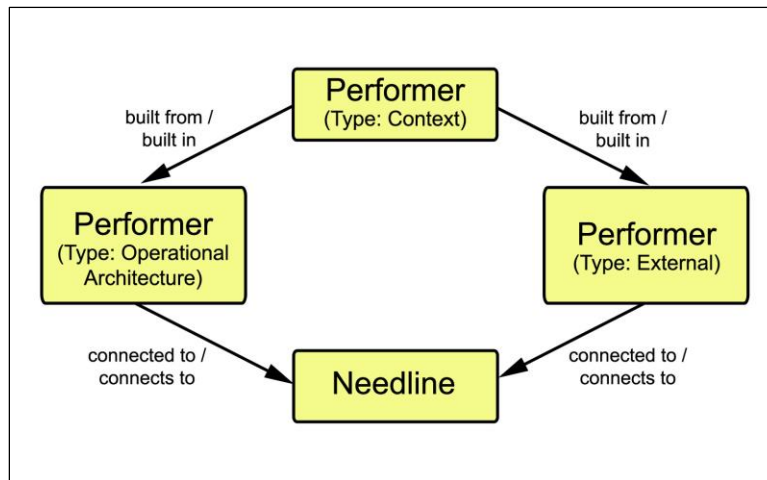 Performer
(Type: Context)
built from /
built in
built from /
built in
Performer
(Type: Operational
Architecture)
Performer
(Type: External)
connected to /
connects to
connected to /
connects to
Needline